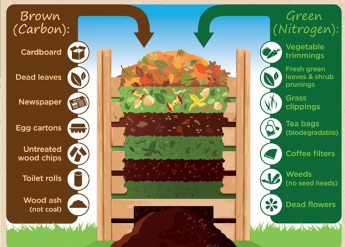 Brown
(Carbon):
Cardboard
Dead leaves
Newspaper
Egg cartons
Untreated
wood chips
Toilet rolls
Wood ash
(not coal)
Green
(Nitrogen):
Vegetable
trimmings
Fresh green
leaves & shrub
prunings
Grass
clippings
Tea bags
(biodegradable)
Coffee filters
Weeds
(no seed heads)
Dead flowers